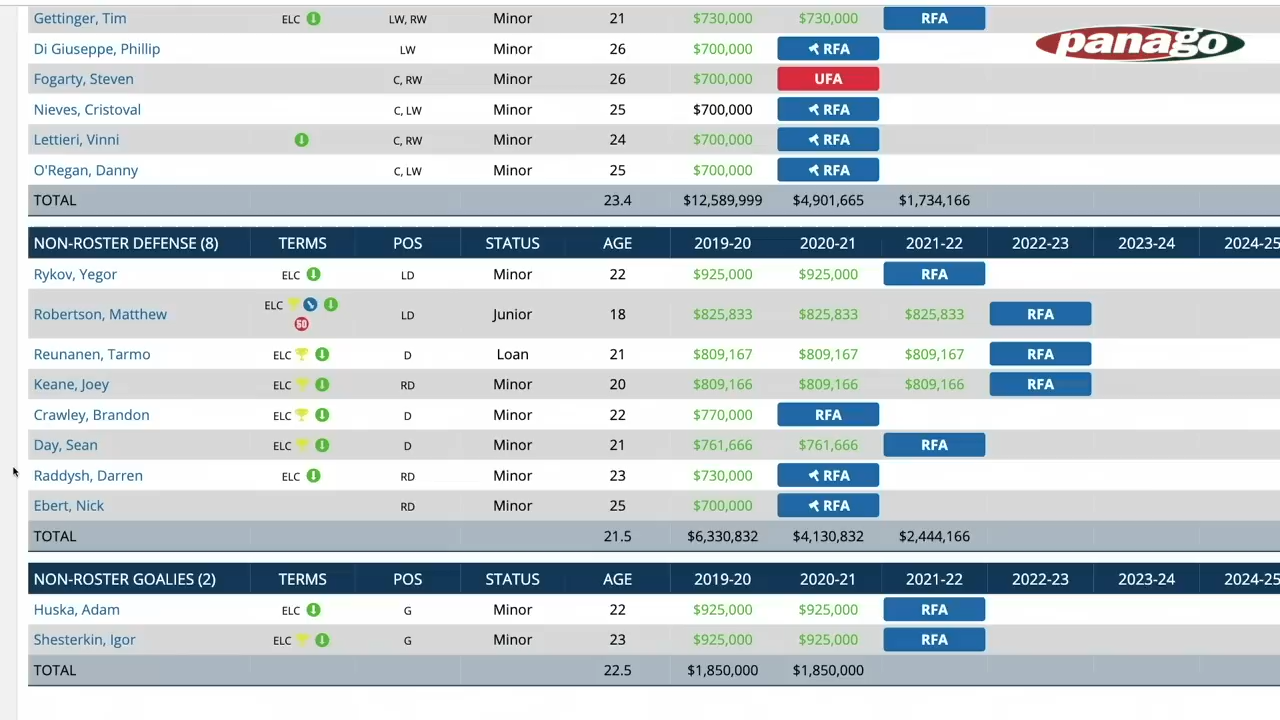 Gettinger, Tim ELC LW, RW Minor 21 $730,000 $730,000 RFA
panago
Di Giuseppe, Phillip LW Minor 26 $700,000 RFA
Fogarty, Steven C, RW Minor 26 $700,000 UFA
Nieves, Cristoval C, LW Minor 25 $700,000 RFA
Lettieri, Vinni C, RW Minor 24 $700,000 RFA
O'Regan, Danny C, LW Minor 25 $700,000 RFA
TOTAL 23.4 $12,589,999 $4,901,665 $1,734,166
NON-ROSTER DEFENSE (8) TERMS POS STATUS AGE 2019-20 2020-21 2021-22 2022-23 2023-24 2024-25
Rykov, Yegor ELC LD Minor 22 $925,000 $925,000 RFA
Robertson, Matthew ELC 50 LD Junior 18 $825,833 $825,833 $825,833 RFA
Reunanen, Tarmo ELC D Loan 21 $809,167 $809,167 $809,167 RFA
Keane, Joey ELC RD Minor 20 $809,166 $809,166 $809,166 RFA
Crawley, Brandon ELC D Minor 22 $770,000 RFA
Day, Sean ELC D Minor 21 $761,666 $761,666 RFA
Raddysh, Darren ELC RD Minor 23 $730,000 RFA
Ebert, Nick RD Minor 25 $700,000 RFA
TOTAL 21.5 $6,330,832 $4,130,832 $2,444,166
NON-ROSTER GOALIES (2) TERMS POS STATUS AGE 2019-20 2020-21 2021-22 2022-23 2023-24 2024-25
Huska, Adam ELC G Minor 22 $925,000 $925,000 RFA
Shesterkin, Igor ELC G Minor 23 $925,000 $925,000 RFA
TOTAL 22.5 $1,850,000 $1,850,000